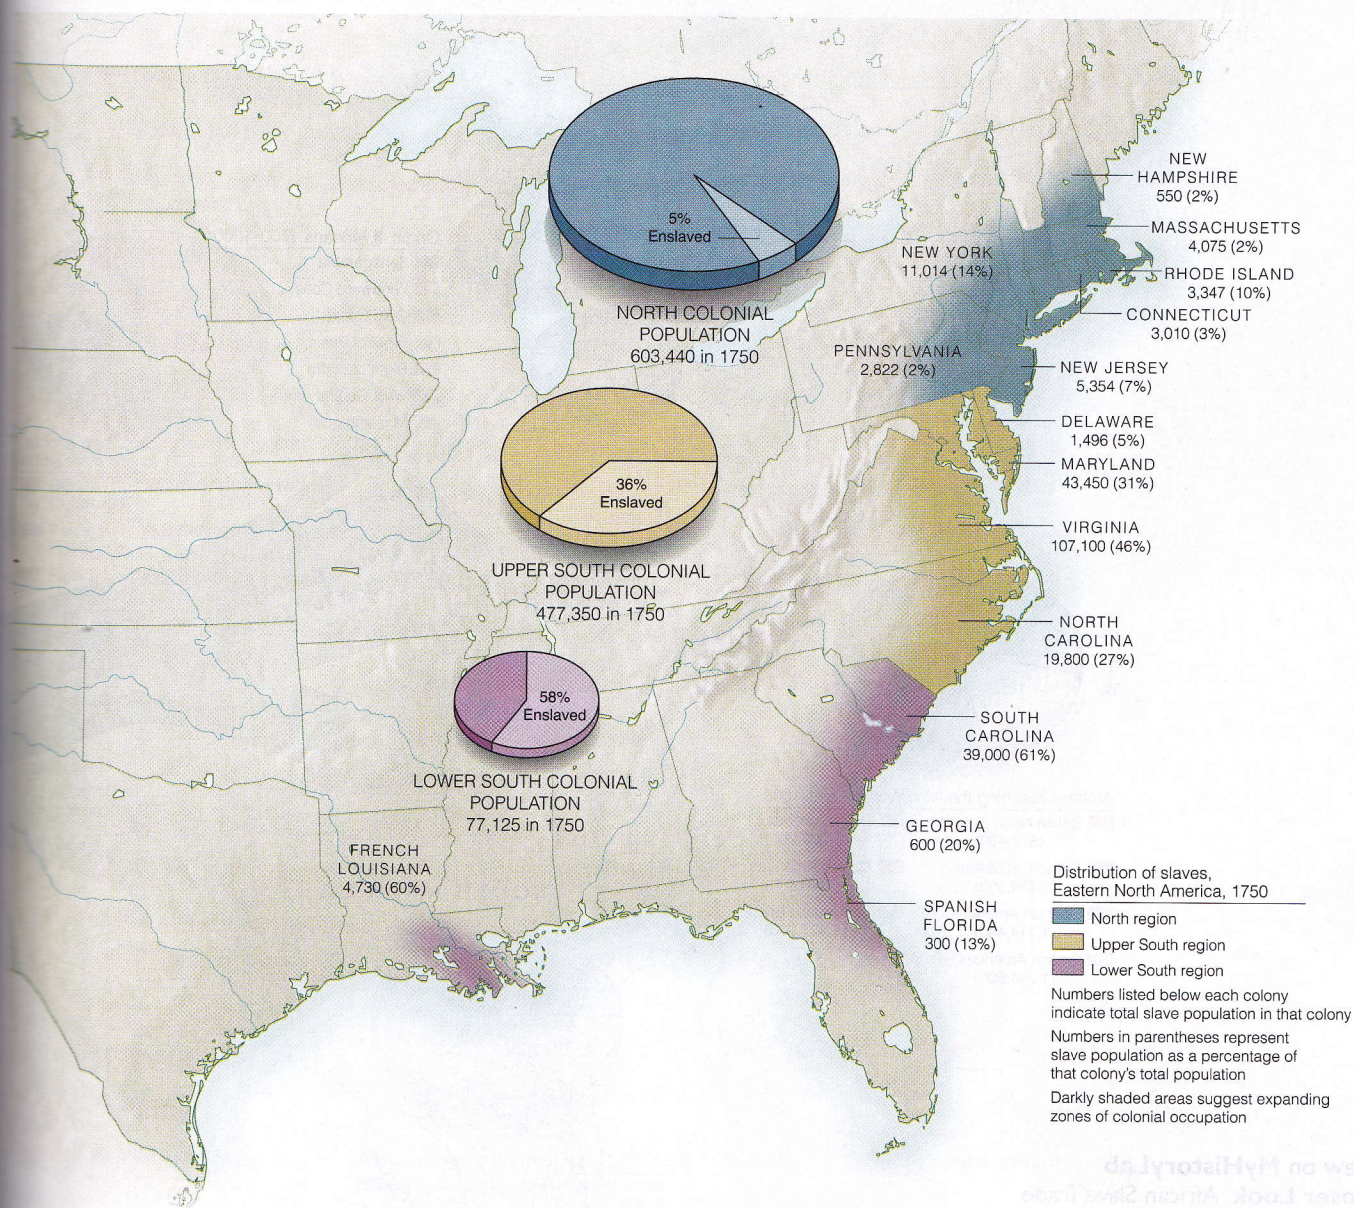 5%
Enslaved
NORTH COLONIAL
POPULATION
603,440 in 1750
36%
Enslaved
UPPER SOUTH COLONIAL
POPULATION
477,350 in 1750
58%
Enslaved
LOWER SOUTH COLONIAL
POPULATION
77,125 in 1750
NEW
HAMPSHIRE
550 (2%)
MASSACHUSETTS
4,075 (2%)
NEW YORK
11,014 (14%)
RHODE ISLAND
3,347 (10%)
CONNECTICUT
3,010 (3%)
PENNSYLVANIA
2,822 (2%)
NEW JERSEY
5,354 (7%)
DELAWARE
1,496 (5%)
MARYLAND
43,450 (31%)
VIRGINIA
107,100 (46%)
NORTH
CAROLINA
19,800 (27%)
SOUTH
CAROLINA
39,000 (61%)
GEORGIA
600 (20%)
FRENCH
LOUISIANA
4,730 (60%)
SPANISH
FLORIDA
300 (13%)
Distribution of slaves,
Eastern North America, 1750
North region
Upper South region
Lower South region
Numbers listed below each colony
indicate total slave population in that colony
Numbers in parentheses represent
slave population as a percentage of
that colony's total population
Darkly shaded areas suggest expanding
zones of colonial occupation